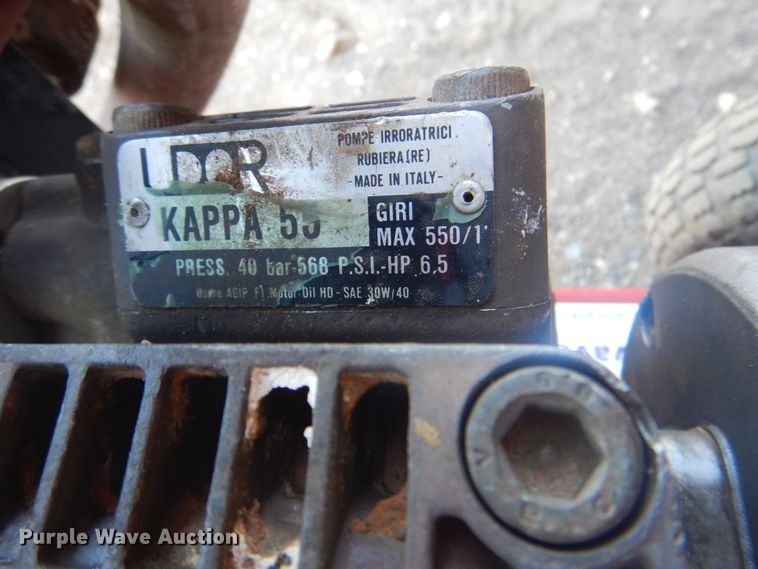 UDOR
POMPE IRRORATRICI
RUBIERA(RE)
-MADE IN ITALY-
KAPPA
GIRI
MAX 550/1'
PRESS. 40 bar-568 P.S.I.-HP 6,5
AGIP F1 Motor Oil HD - SAE 30W/40
Purple Wave Auction